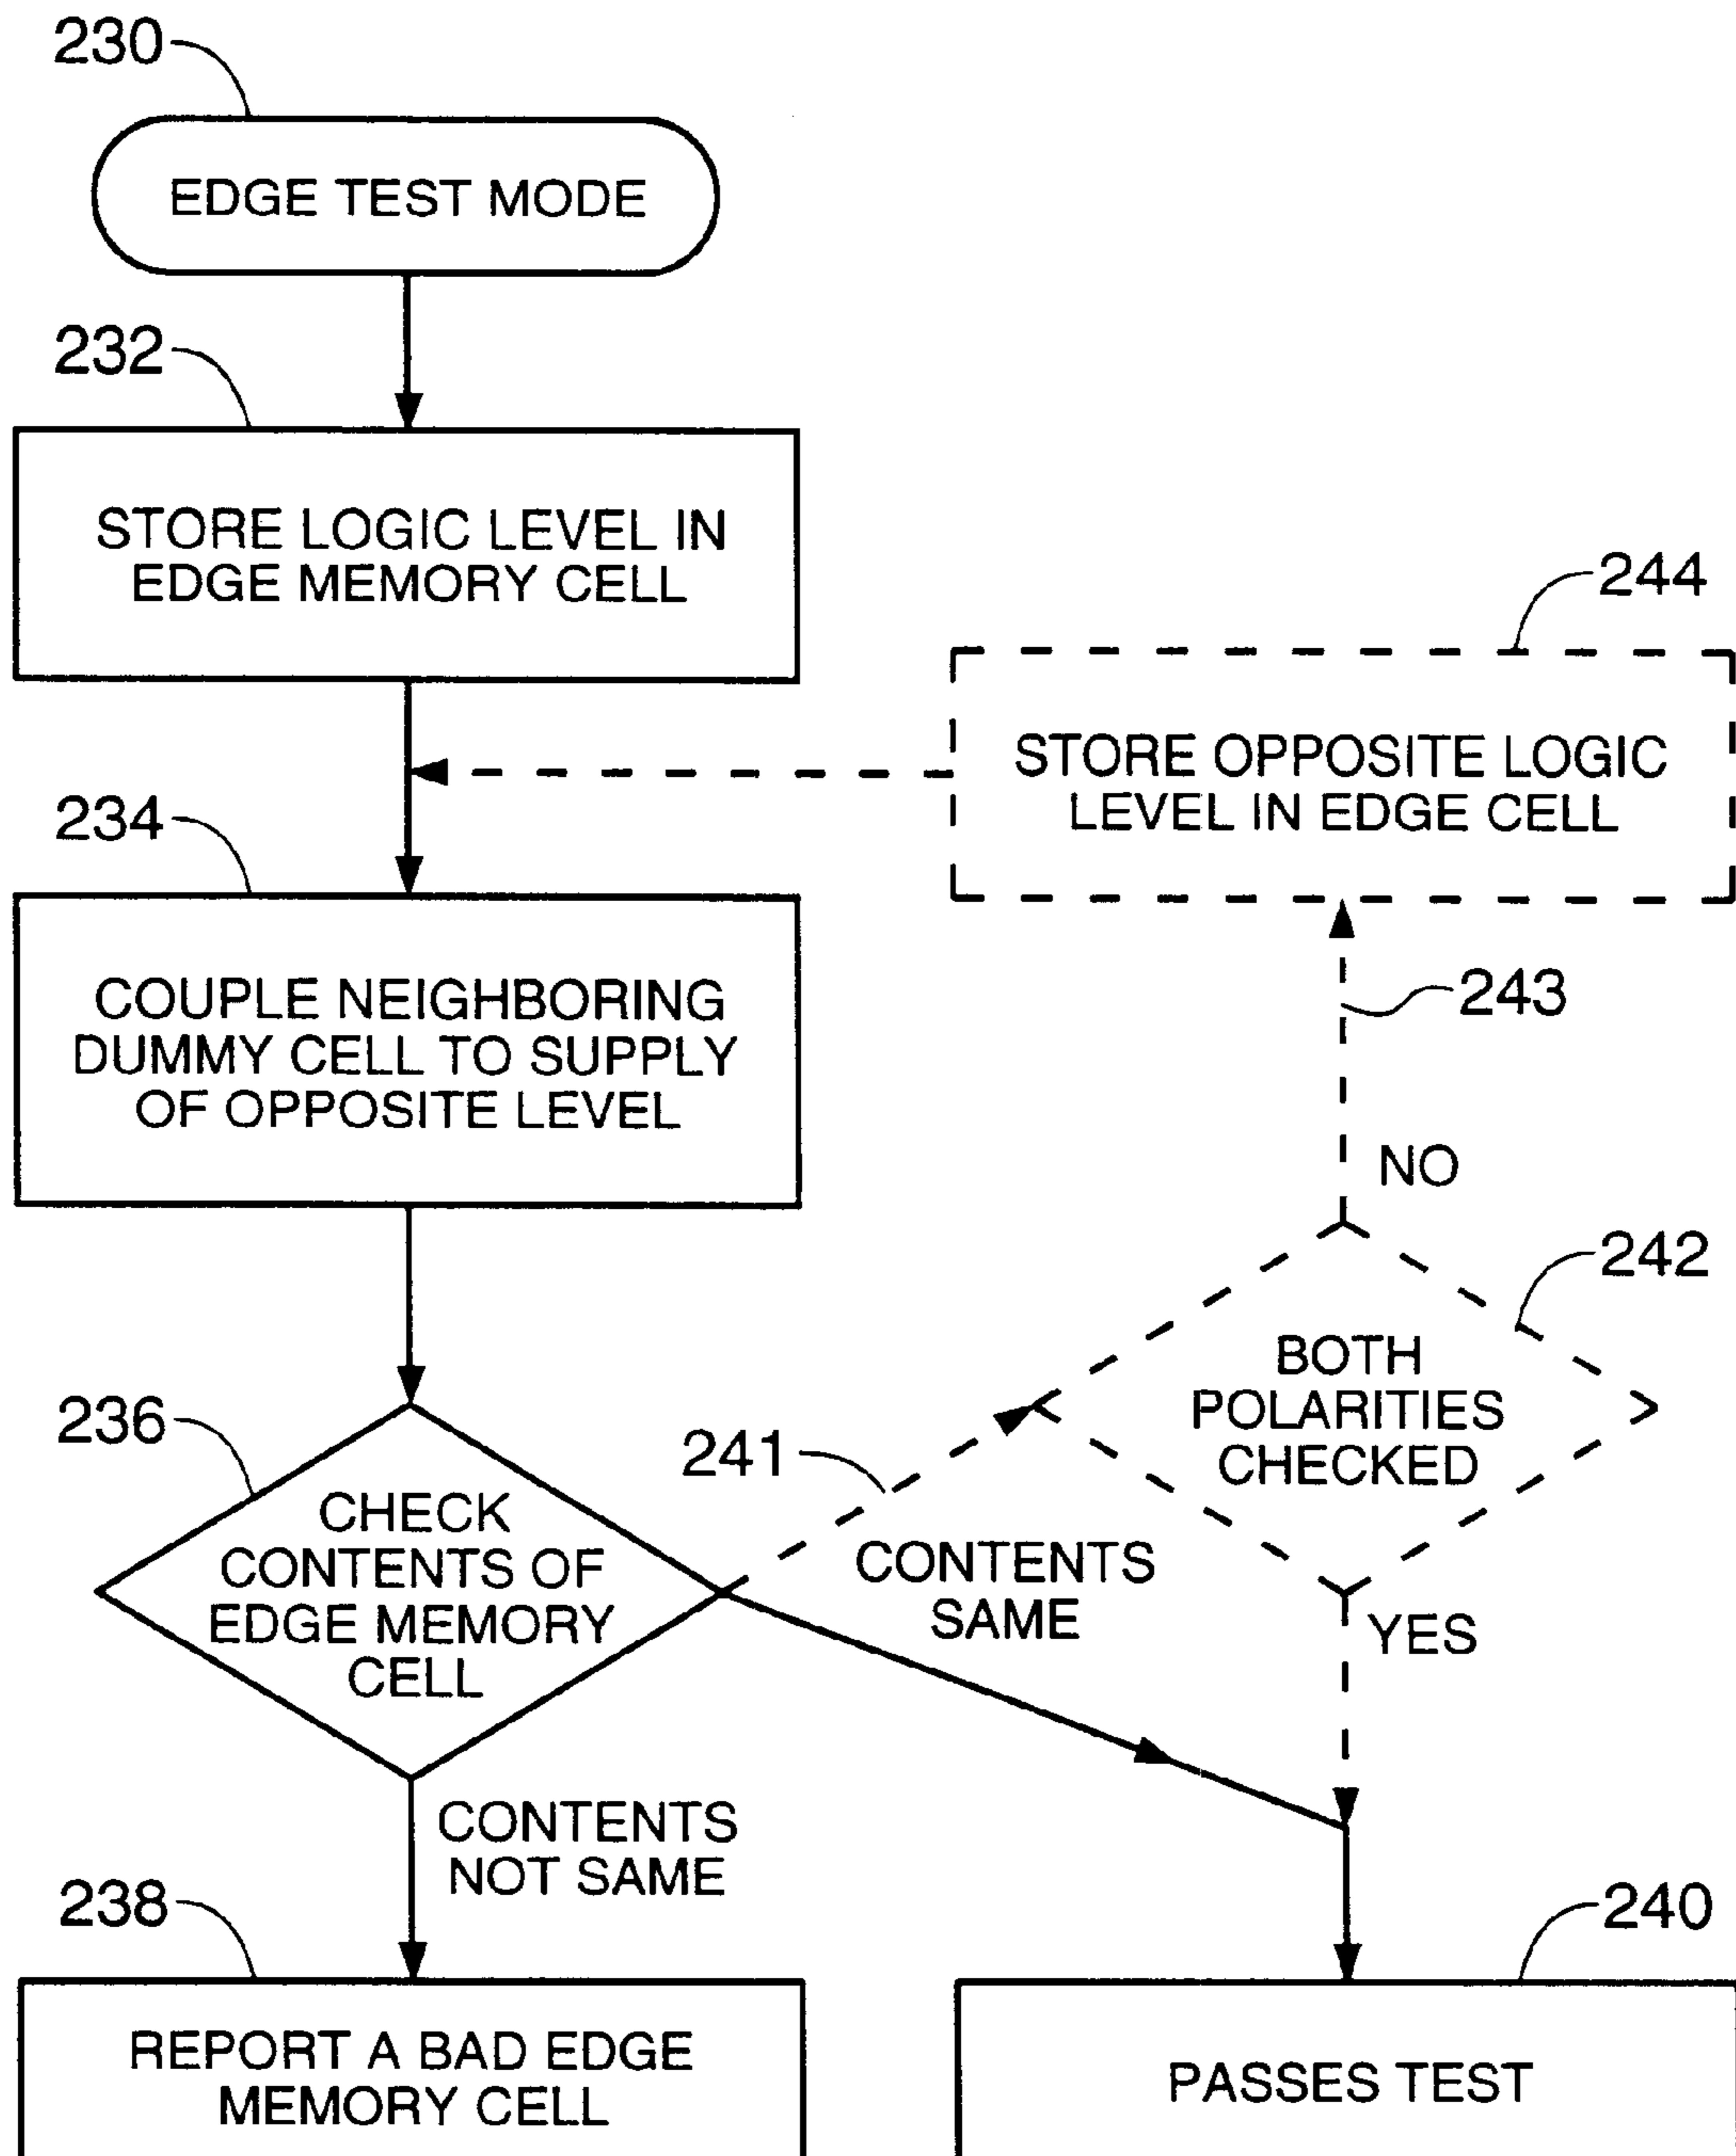 230
EDGE TEST MODE
232
STORE LOGIC LEVEL IN
EDGE MEMORY CELL
244
STORE OPPOSITE LOGIC
LEVEL IN EDGE CELL
234
COUPLE NEIGHBORING
DUMMY CELL TO SUPPLY
OF OPPOSITE LEVEL
243
NO
242
BOTH
POLARITIES
CHECKED
236
CHECK
CONTENTS OF
EDGE MEMORY
CELL
241
CONTENTS
SAME
YES
CONTENTS
NOT SAME
238
REPORT A BAD EDGE
MEMORY CELL
240
PASSES TEST